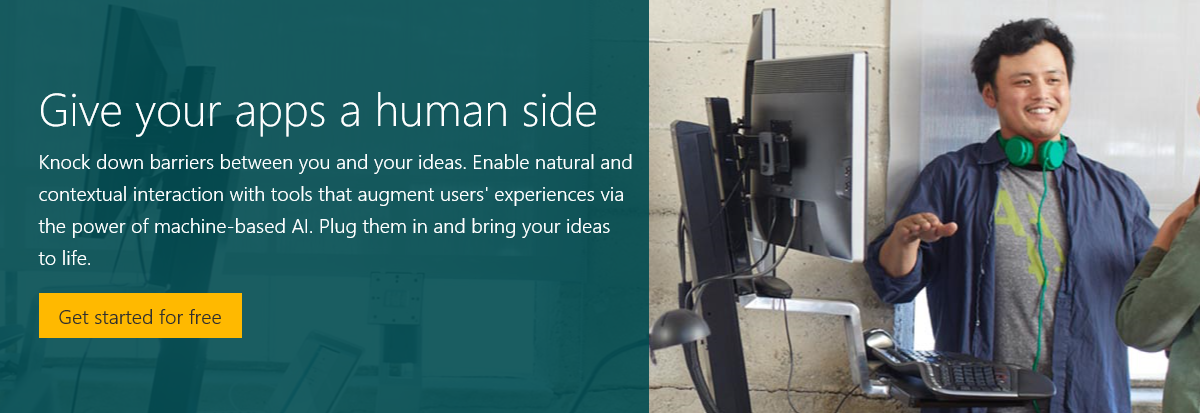 Give your apps a human side
Knock down barriers between you and your ideas. Enable natural and
contextual interaction with tools that augment users' experiences via
the power of machine-based AI. Plug them in and bring your ideas
to life.
Get started for free